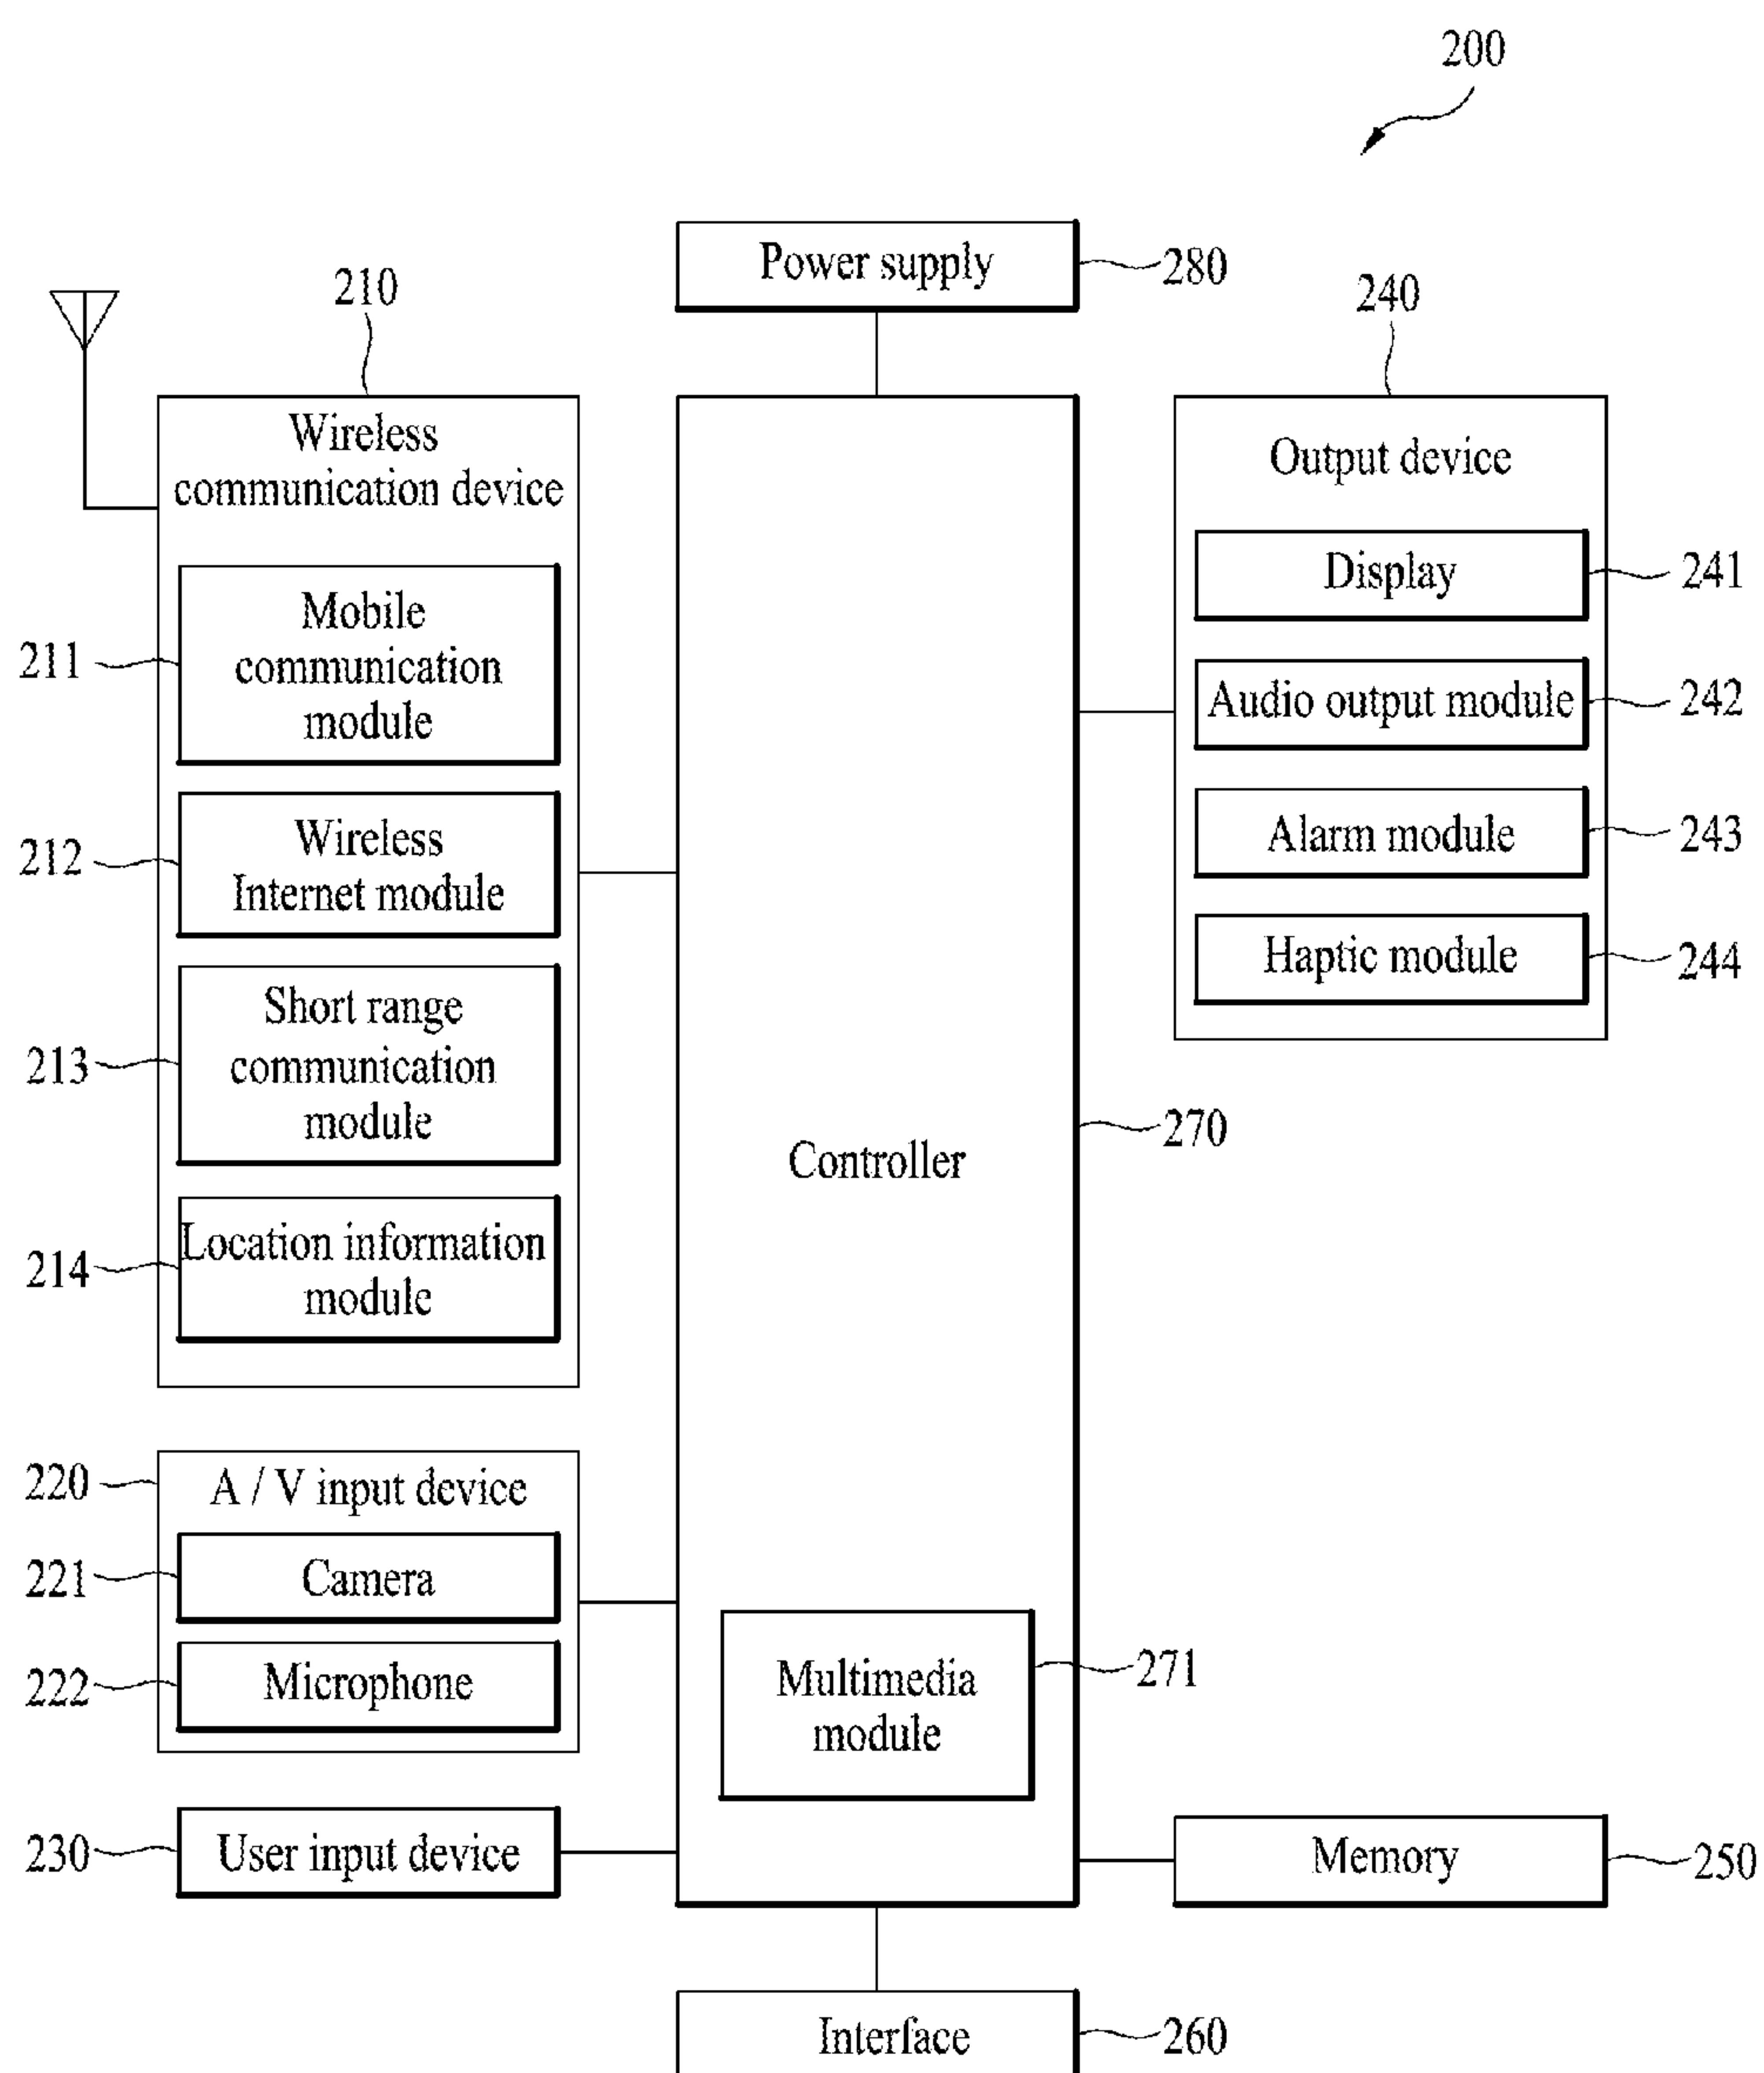 200
Power supply
280
210
240
Wireless
communication device
Output device
Display
241
Mobile
communication
module
211
Audio output module
242
Wireless
Internet module
212
Alarm module
243
Haptic module
244
Short range
communication
module
213
270
Controller
Location information
module
214
220
A / V input device
221
Camera
222
Microphone
Multimedia
module
271
230
User input device
Memory
250
Interface
260